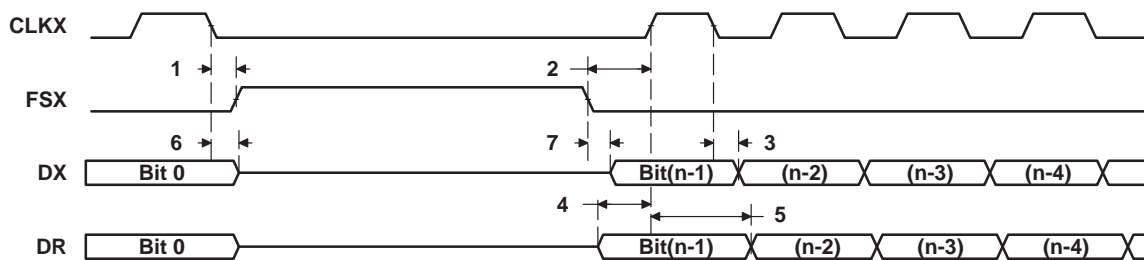 CLKX
1
2
FSX
6
7
3
DX
Bit 0
Bit(n-1)
(n-2)
(n-3)
(n-4)
4
5
DR
Bit 0
Bit(n-1)
(n-2)
(n-3)
(n-4)